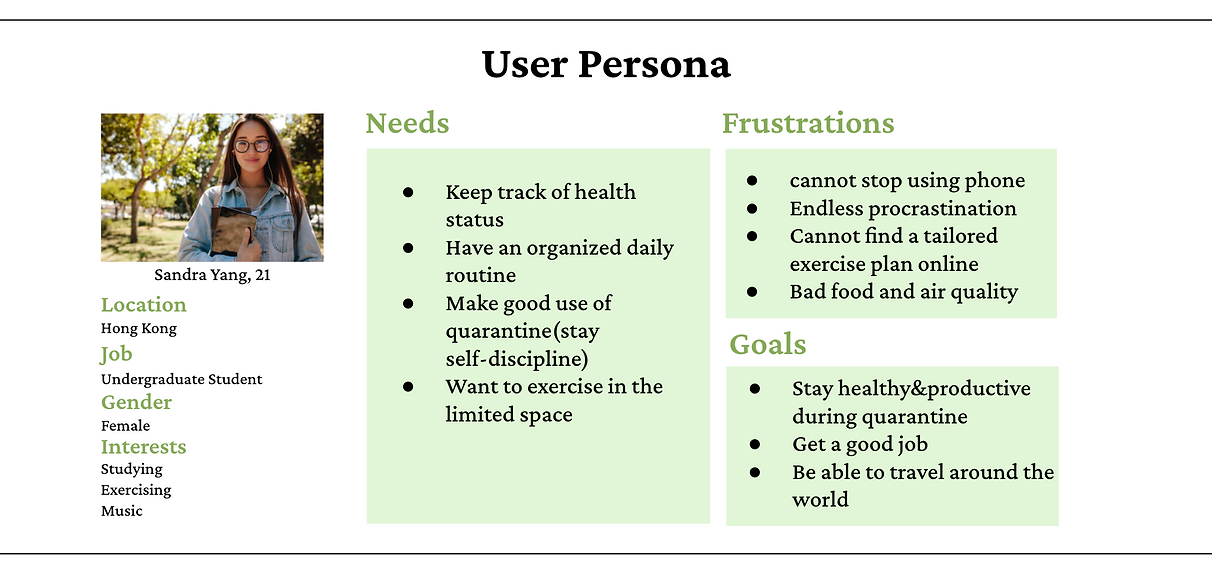 User Persona
Sandra Yang, 21
Location
Hong Kong
Job
Undergraduate Student
Gender
Female
Interests
Studying
Exercising
Music
Needs
● Keep track of health
status
● Have an organized daily
routine
● Make good use of
quarantine(stay
self-discipline)
● Want to exercise in the
limited space
Frustrations
● cannot stop using phone
● Endless procrastination
● Cannot find a tailored
exercise plan online
● Bad food and air quality
Goals
● Stay healthy&productive
during quarantine
● Get a good job
● Be able to travel around the
world